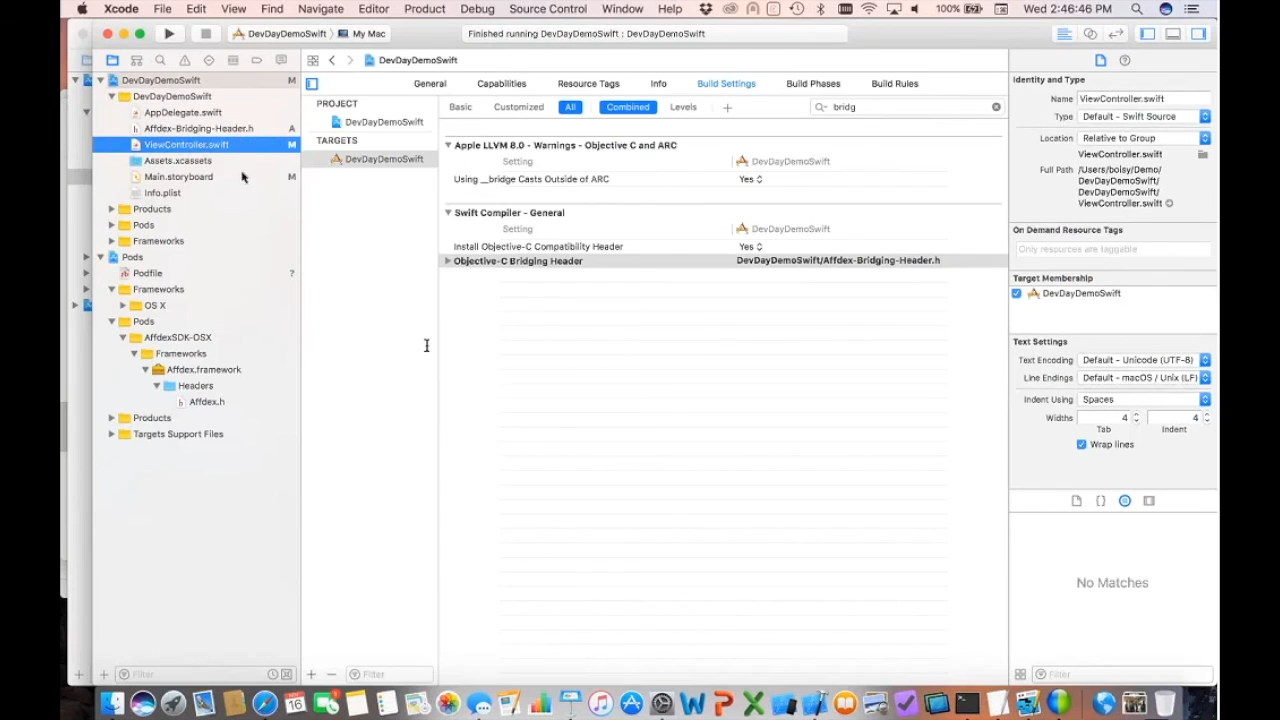 Xcode File Edit View Find Navigate Editor Product Debug Source Control Window Help 100% Wed 2:46:46 PM
DevDayDemoSwift › My Mac
Finished running DevDayDemoSwift : DevDayDemoSwift
DevDayDemoSwift M
DevDayDemoSwift
AppDelegate.swift
Affdex-Bridging-Header.h A
ViewController.swift M
Assets.xcassets
Main.storyboard M
Info.plist
Products
Pods
Frameworks
Pods
Podfile ?
Frameworks
OS X
Pods
AffdexSDK-OSX
Frameworks
Affdex.framework
Headers
Affdex.h
Products
Targets Support Files
Filter
DevDayDemoSwift
General Capabilities Resource Tags Info Build Settings Build Phases Build Rules
PROJECT
DevDayDemoSwift
TARGETS
DevDayDemoSwift
Filter
Basic Customized All Combined Levels + bridg
Apple LLVM 8.0 - Warnings - Objective C and ARC
Setting DevDayDemoSwift
Using __bridge Casts Outside of ARC Yes
Swift Compiler - General
Setting DevDayDemoSwift
Install Objective-C Compatibility Header Yes
Objective-C Bridging Header DevDayDemoSwift/Affdex-Bridging-Header.h
Identity and Type
Name ViewController.swift
Type Default - Swift Source
Location Relative to Group
ViewController.swift
Full Path /Users/boisy/Demo/
DevDayDemoSwift/
DevDayDemoSwift/
ViewController.swift
On Demand Resource Tags
Only resources are taggable
Target Membership
DevDayDemoSwift
Text Settings
Text Encoding Default - Unicode (UTF-8)
Line Endings Default - macOS / Unix (LF)
Indent Using Spaces
Widths 4 4
Tab Indent
Wrap lines
No Matches
Filter
16